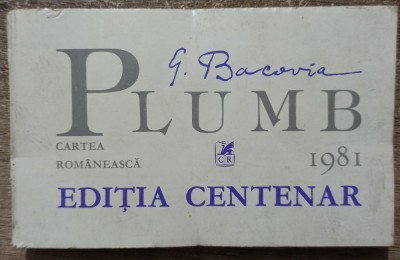 G. Bacovia
PLUMB
CARTEA
ROMÂNEASCĂ
CR
1981
EDIȚIA CENTENAR